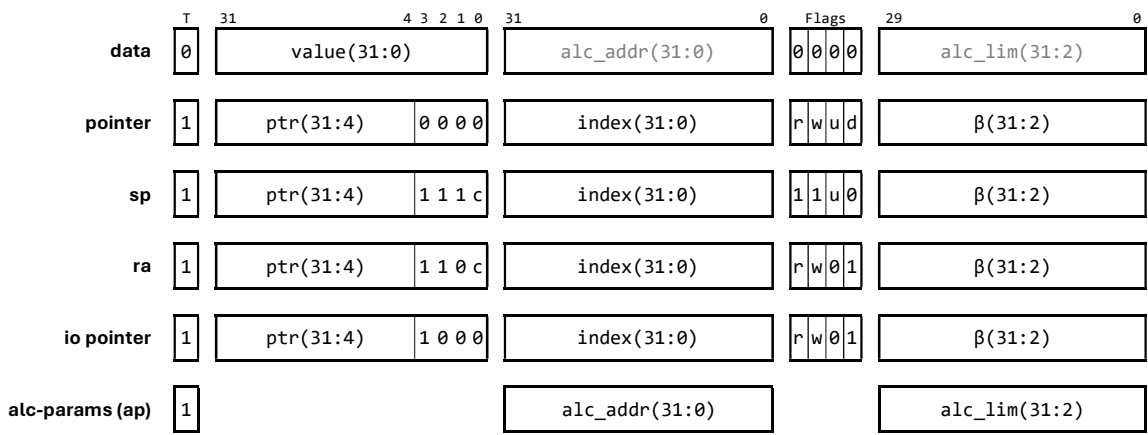 T 31 4 3 2 1 0 31 0 Flags 29 0
data 0 value(31:0) alc_addr(31:0) 0 0 0 0 alc_lim(31:2)
pointer 1 ptr(31:4) 0 0 0 0 index(31:0) r w u d β(31:2)
sp 1 ptr(31:4) 1 1 1 c index(31:0) 1 1 u 0 β(31:2)
ra 1 ptr(31:4) 1 1 0 c index(31:0) r w 0 1 β(31:2)
io pointer 1 ptr(31:4) 1 0 0 0 index(31:0) r w 0 1 β(31:2)
alc-params (ap) 1 alc_addr(31:0) alc_lim(31:2)